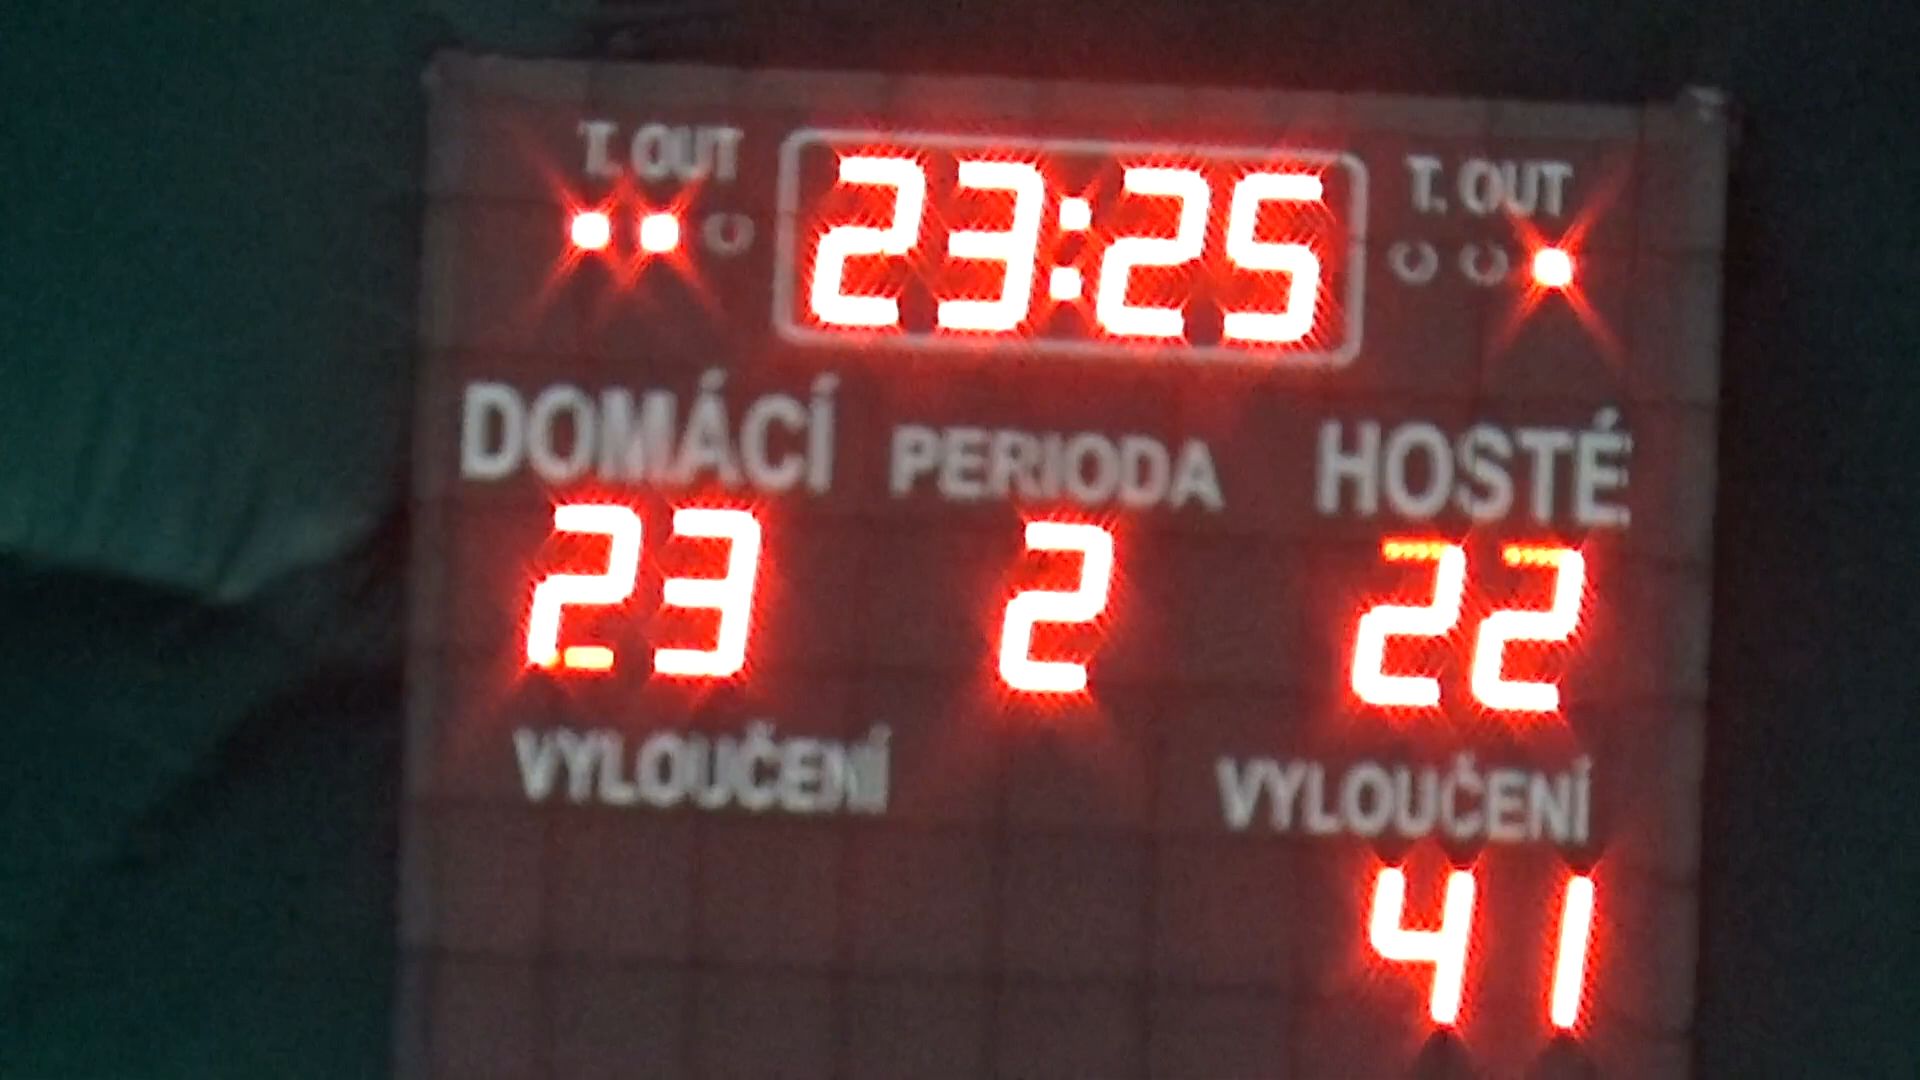 T. OUT 23:25 T. OUT
DOMÁCÍ PERIODA HOSTÉ
23 2 22
VYLOUČENÍ VYLOUČENÍ
41